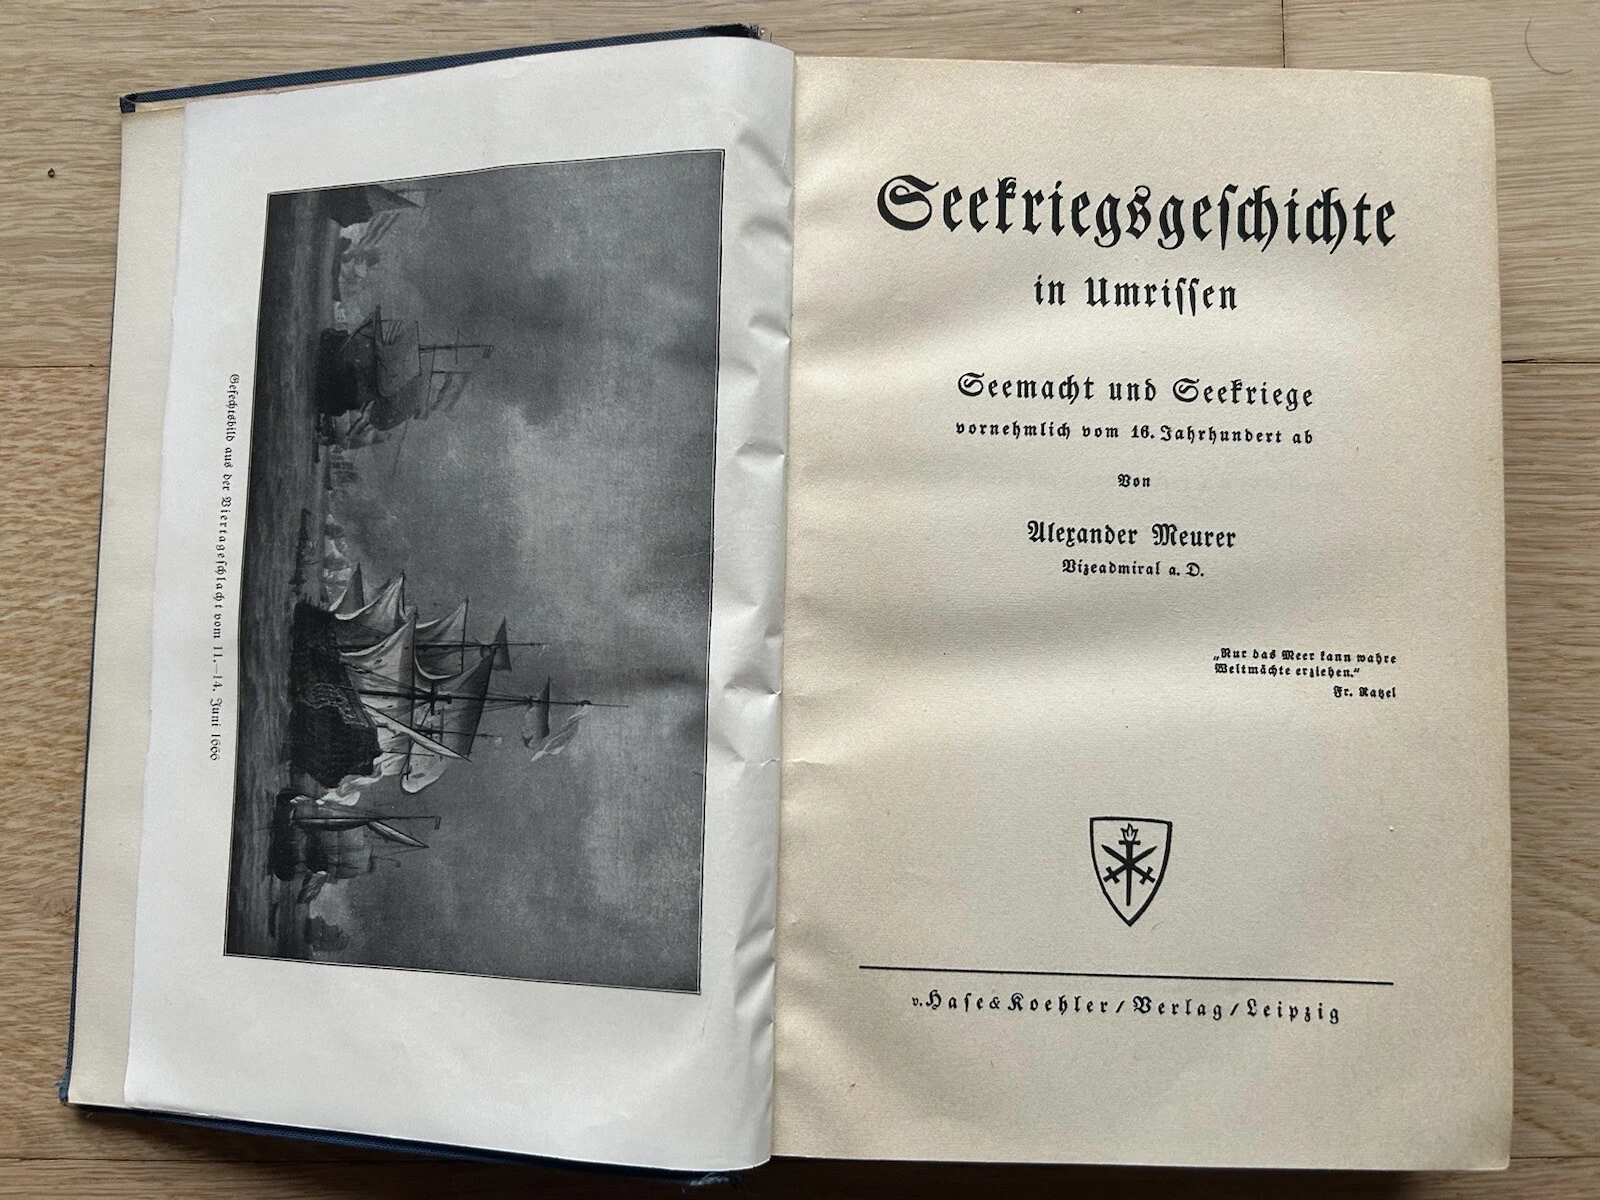 Gefechtsbild aus der Viertageschlacht vom 11.—14. Juni 1666
Seekriegsgeschichte
in Umrissen
Seemacht und Seekriege
vornehmlich vom 16. Jahrhundert ab
Von
Alexander Meurer
Vizeadmiral a. D.
„Nur das Meer kann wahre
Weltmächte erziehen.“
Fr. Ratzel
v. Hase & Koehler / Verlag / Leipzig